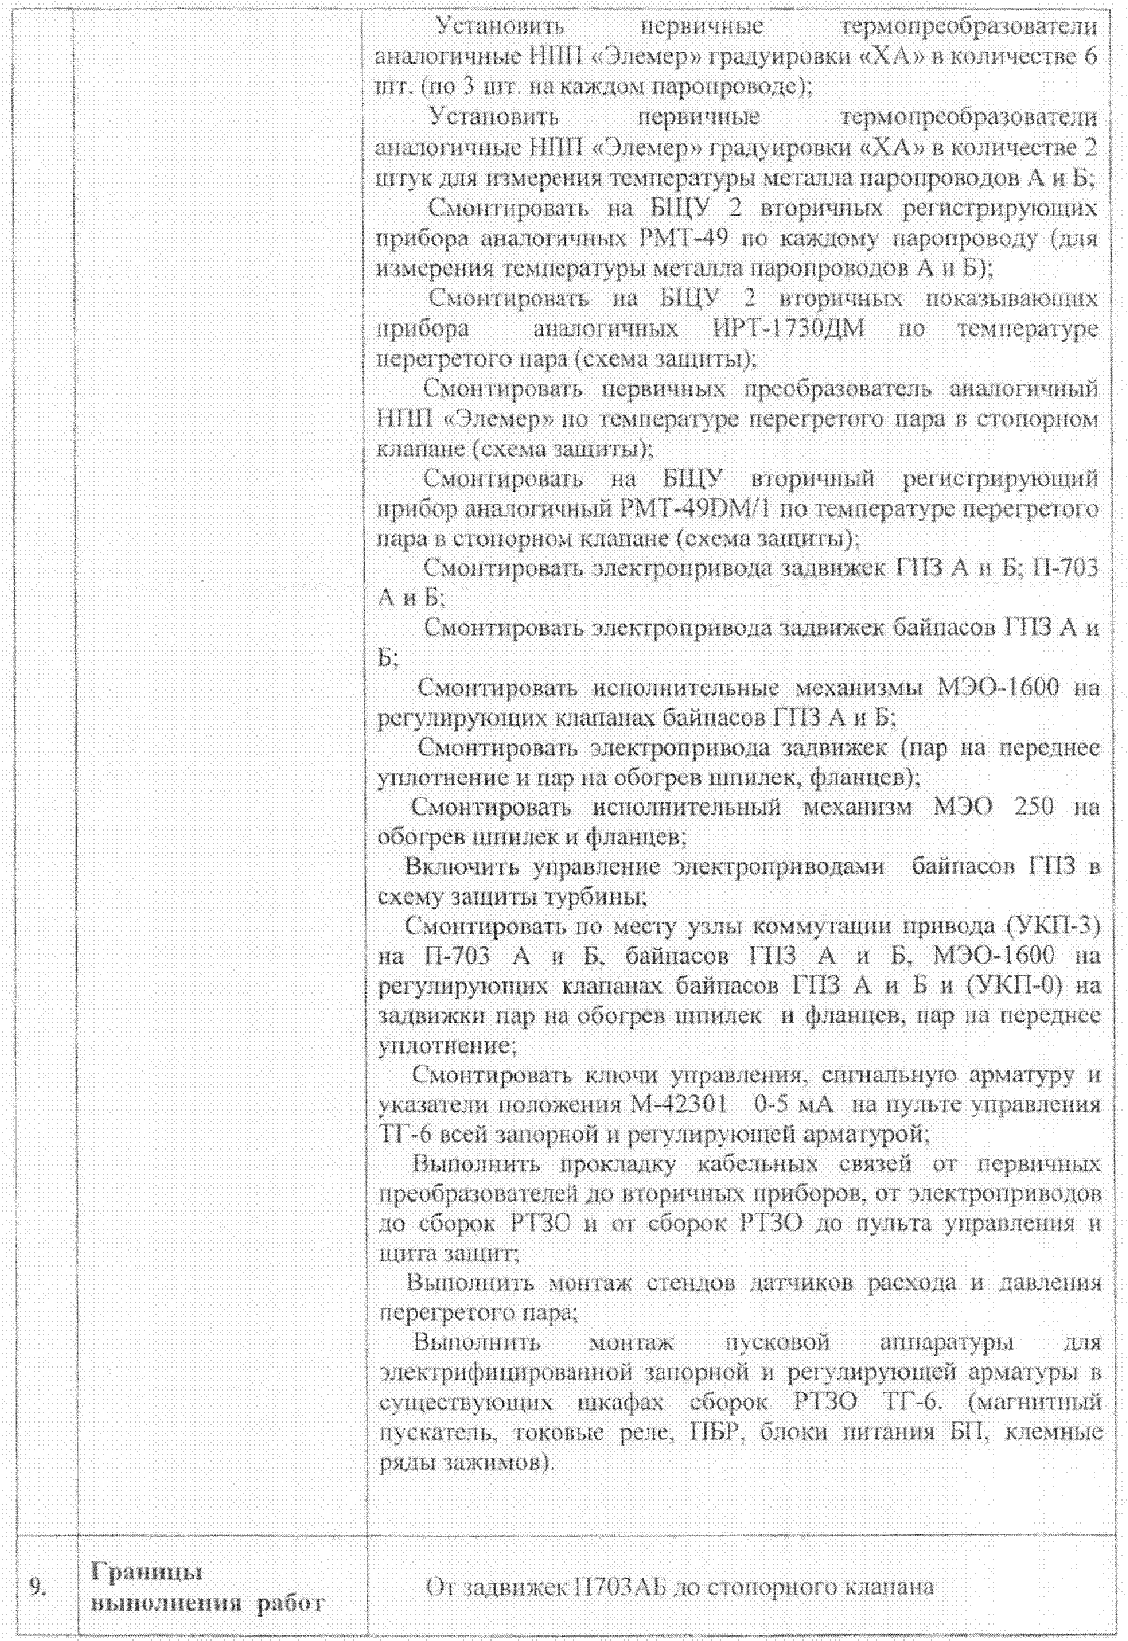 Установить первичные термопреобразователи
аналогичные НПП «Элемер» градуировки «ХА» в количестве 6
шт. (по 3 шт. на каждом паропроводе);
Установить первичные термопреобразователи
аналогичные НПП «Элемер» градуировки «ХА» в количестве 2
штук для измерения температуры металла паропроводов А и Б;
Смонтировать на БЩУ 2 вторичных регистрирующих
прибора аналогичных РМТ-49 по каждому паропроводу (для
измерения температуры металла паропроводов А и Б);
Смонтировать на БЩУ 2 вторичных показывающих
прибора аналогичных ИРТ-1730ДМ по температуре
перегретого пара (схема защиты);
Смонтировать первичных преобразователь аналогичный
НПП «Элемер» по температуре перегретого пара в стопорном
клапане (схема защиты);
Смонтировать на БЩУ вторичный регистрирующий
прибор аналогичный РМТ-49DM/1 по температуре перегретого
пара в стопорном клапане (схема защиты);
Смонтировать электропривода задвижек ГПЗ А и Б; П-703
А и Б;
Смонтировать электропривода задвижек байпасов ГПЗ А и
Б;
Смонтировать исполнительные механизмы МЭО-1600 на
регулирующих клапанах байпасов ГПЗ А и Б;
Смонтировать электропривода задвижек (пар на переднее
уплотнение и пар на обогрев шпилек, фланцев);
Смонтировать исполнительный механизм МЭО 250 на
обогрев шпилек и фланцев;
Включить управление электроприводами байпасов ГПЗ в
схему защиты турбины;
Смонтировать по месту узлы коммутации привода (УКП-3)
на П-703 А и Б, байпасов ГПЗ А и Б, МЭО-1600 на
регулирующих клапанах байпасов ГПЗ А и Б и (УКП-0) на
задвижки пар на обогрев шпилек и фланцев, пар на переднее
уплотнение;
Смонтировать ключи управления, сигнальную арматуру и
указатели положения М-42301 0-5 мА на пульте управления
ТГ-6 всей запорной и регулирующей арматурой;
Выполнить прокладку кабельных связей от первичных
преобразователей до вторичных приборов, от электроприводов
до сборок РТЗО и от сборок РТЗО до пульта управления и
щита защит;
Выполнить монтаж стендов датчиков расхода и давления
перегретого пара;
Выполнить монтаж пусковой аппаратуры для
электрифицированной запорной и регулирующей арматуры в
существующих шкафах сборок РТЗО ТГ-6. (магнитный
пускатель, токовые реле, ПБР, блоки питания БП, клемные
ряды зажимов).
9. Границы
выполнения работ
От задвижек П703АБ до стопорного клапана